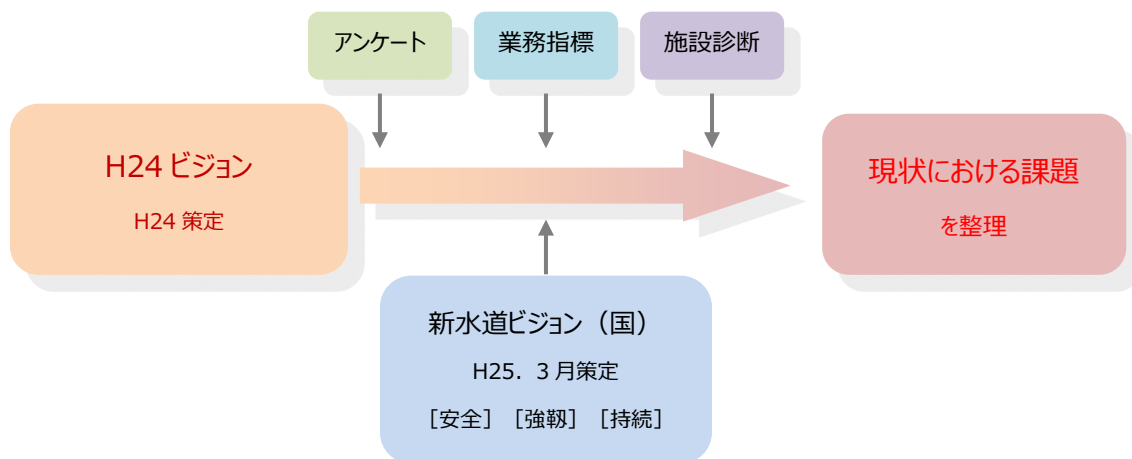 アンケート
業務指標
施設診断
H24 ビジョン
H24 策定
現状における課題
を整理
新水道ビジョン（国）
H25．3 月策定
［安全］［強靱］［持続］